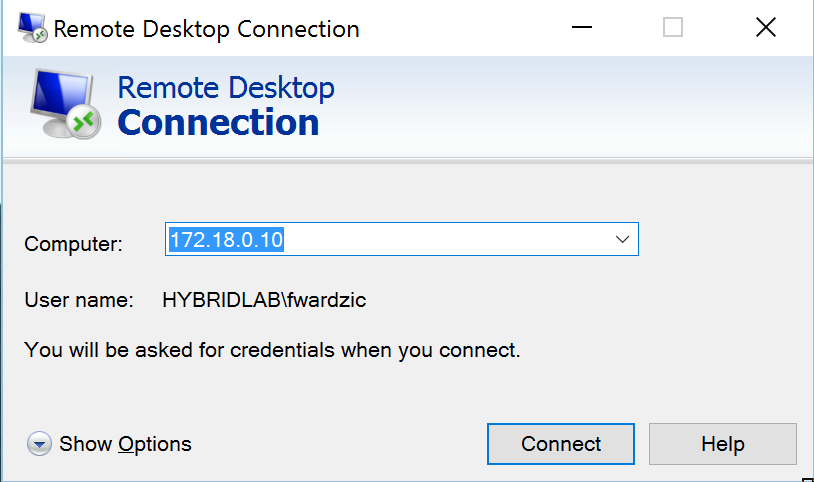 Remote Desktop Connection
Remote Desktop
Connection
Computer: 172.18.0.10
User name: HYBRIDLAB\fwardzic
You will be asked for credentials when you connect.
Show Options Connect Help